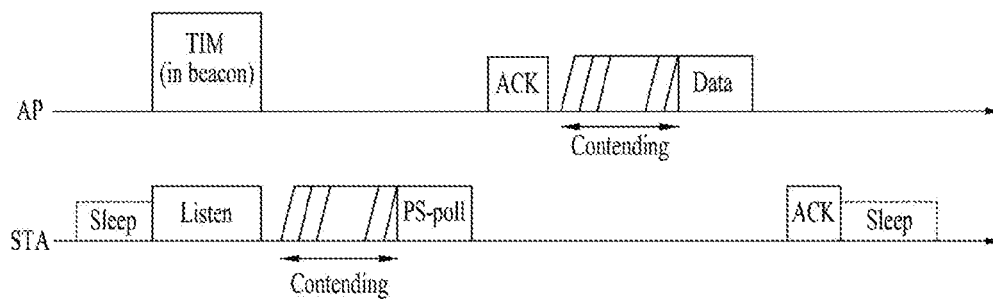 TIM
(in beacon)
ACK
Data
AP
Contending
Sleep
Listen
PS-poll
ACK
Sleep
STA
Contending